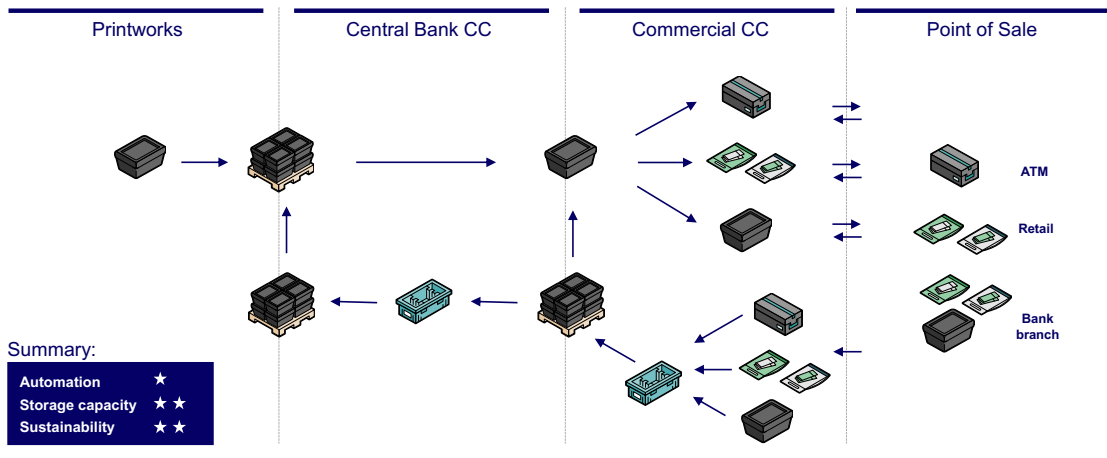 Printworks
Central Bank CC
Commercial CC
Point of Sale
ATM
Retail
Bank
branch
Summary:
Automation ★
Storage capacity ★ ★
Sustainability ★ ★